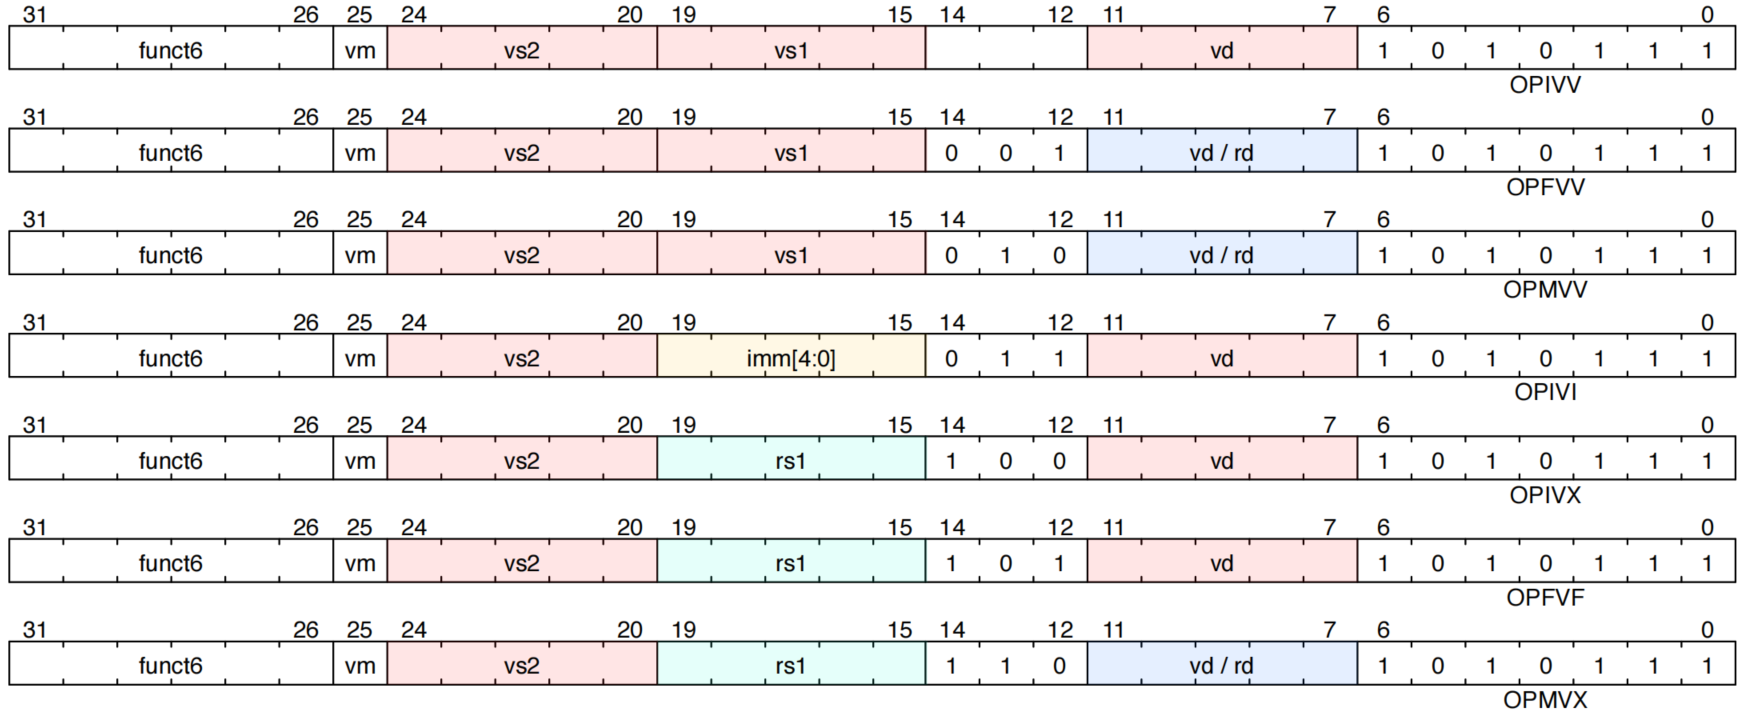 31 26 25 24 20 19 15 14 12 11 7 6 0
funct6 vm vs2 vs1 vd 1 0 1 0 1 1 1
OPIVV
31 26 25 24 20 19 15 14 12 11 7 6 0
funct6 vm vs2 vs1 0 0 1 vd / rd 1 0 1 0 1 1 1
OPFVV
31 26 25 24 20 19 15 14 12 11 7 6 0
funct6 vm vs2 vs1 0 1 0 vd / rd 1 0 1 0 1 1 1
OPMVV
31 26 25 24 20 19 15 14 12 11 7 6 0
funct6 vm vs2 imm[4:0] 0 1 1 vd 1 0 1 0 1 1 1
OPIVI
31 26 25 24 20 19 15 14 12 11 7 6 0
funct6 vm vs2 rs1 1 0 0 vd 1 0 1 0 1 1 1
OPIVX
31 26 25 24 20 19 15 14 12 11 7 6 0
funct6 vm vs2 rs1 1 0 1 vd 1 0 1 0 1 1 1
OPFVF
31 26 25 24 20 19 15 14 12 11 7 6 0
funct6 vm vs2 rs1 1 1 0 vd / rd 1 0 1 0 1 1 1
OPMVX